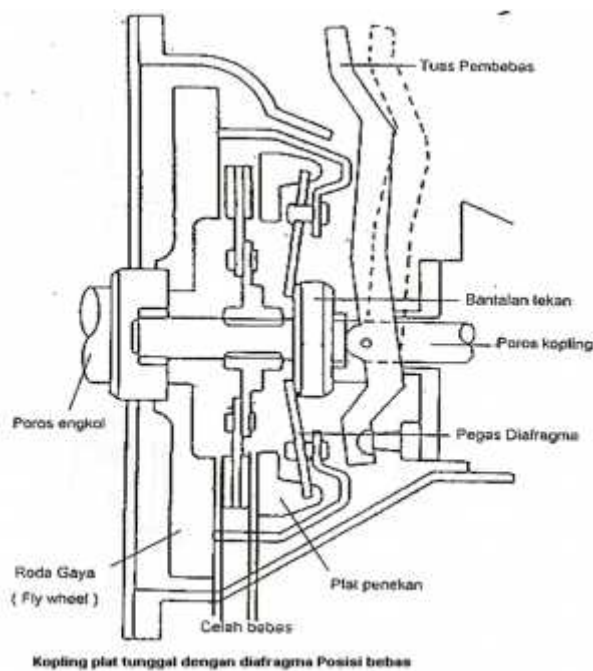 Tuas Pembebas
Bantalan tekan
Poros kopling
Poros engkol
Pegas Diafragma
Roda Gaya
( Fly wheel )
Plat penekan
Celah bebas
Kopling plat tunggal dengan diafragma Posisi bebas